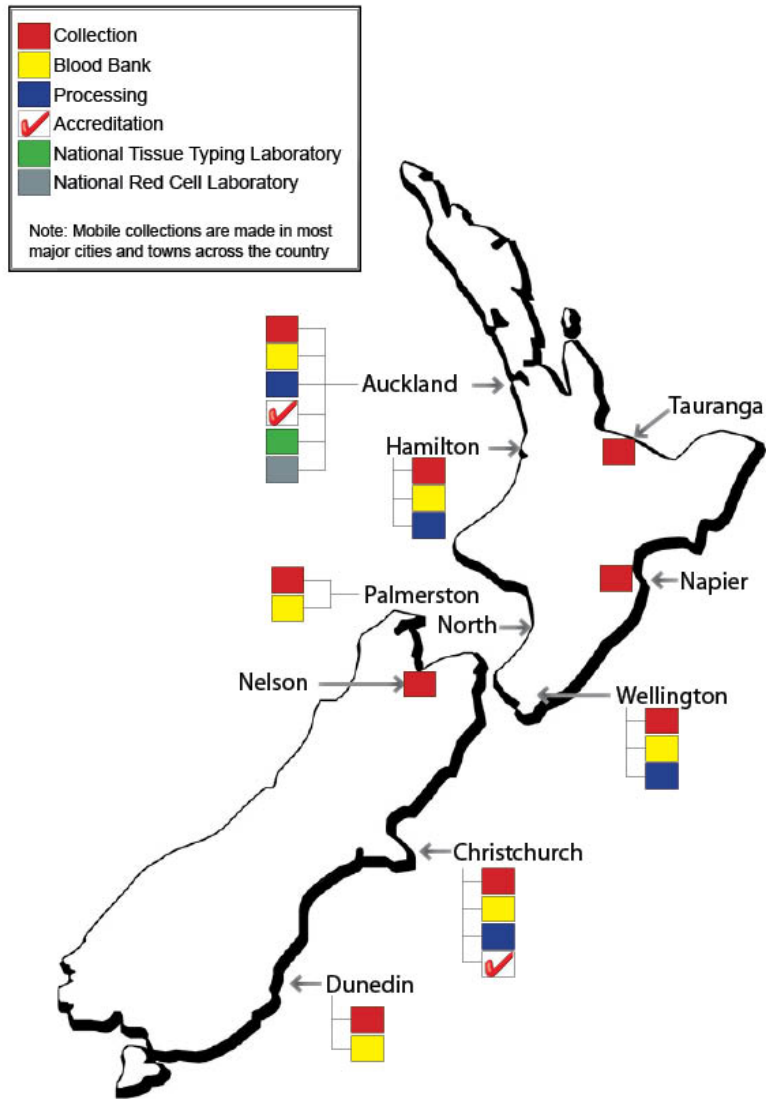 Collection
Blood Bank
Processing
Accreditation
National Tissue Typing Laboratory
National Red Cell Laboratory
Note: Mobile collections are made in most
major cities and towns across the country
Auckland
Tauranga
Hamilton
Napier
Palmerston
North
Nelson
Wellington
Christchurch
Dunedin